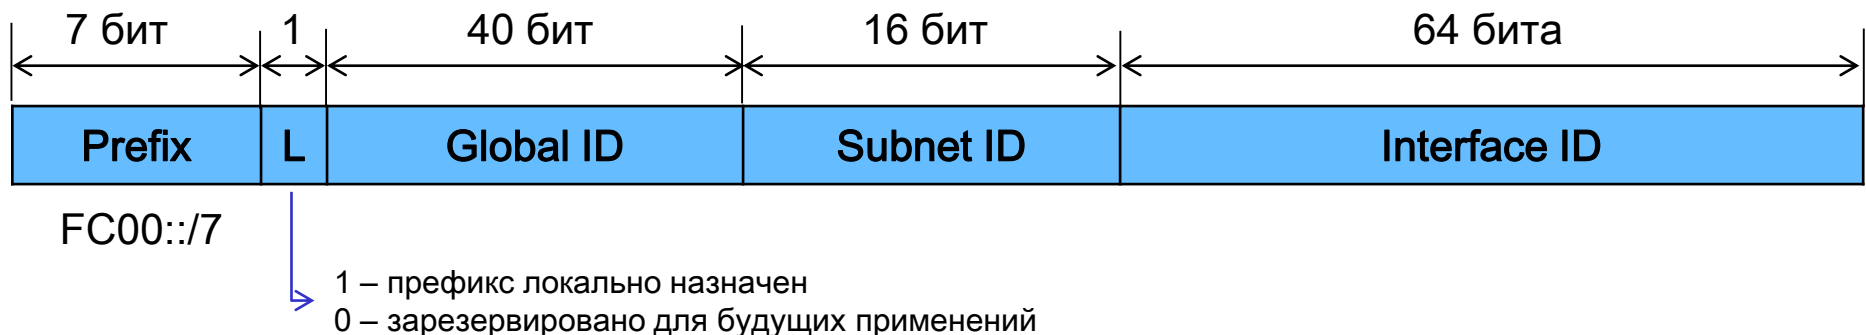 7 бит 1 40 бит 16 бит 64 бита
Prefix L Global ID Subnet ID Interface ID
FC00::/7
1 – префикс локально назначен
0 – зарезервировано для будущих применений